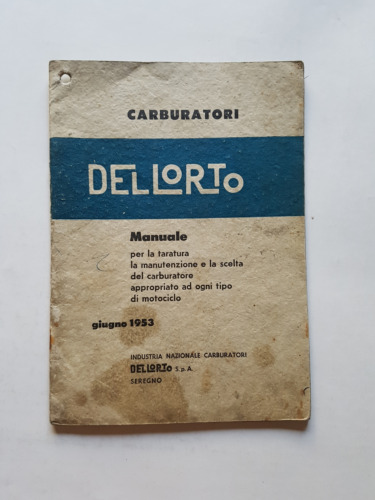 CARBURATORI
DELLORTO
Manuale
per la taratura
la manutenzione e la scelta
del carburatore
appropriato ad ogni tipo
di motociclo
giugno 1953
INDUSTRIA NAZIONALE CARBURATORI
DELLORTO S.p.A.
SEREGNO